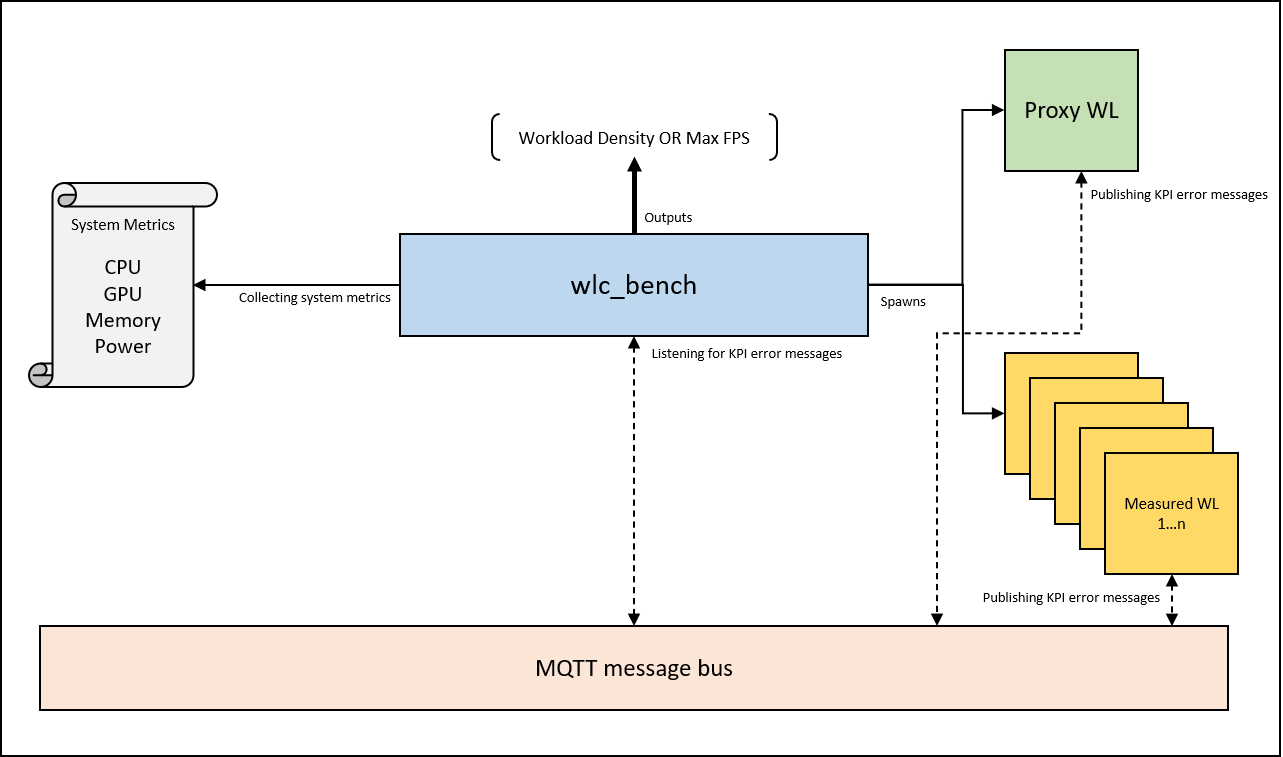 Proxy WL
Workload Density OR Max FPS
Publishing KPI error messages
Outputs
System Metrics
CPU
GPU
Memory
Power
Collecting system metrics
wlc_bench
Spawns
Listening for KPI error messages
Measured WL
1...n
Publishing KPI error messages
MQTT message bus